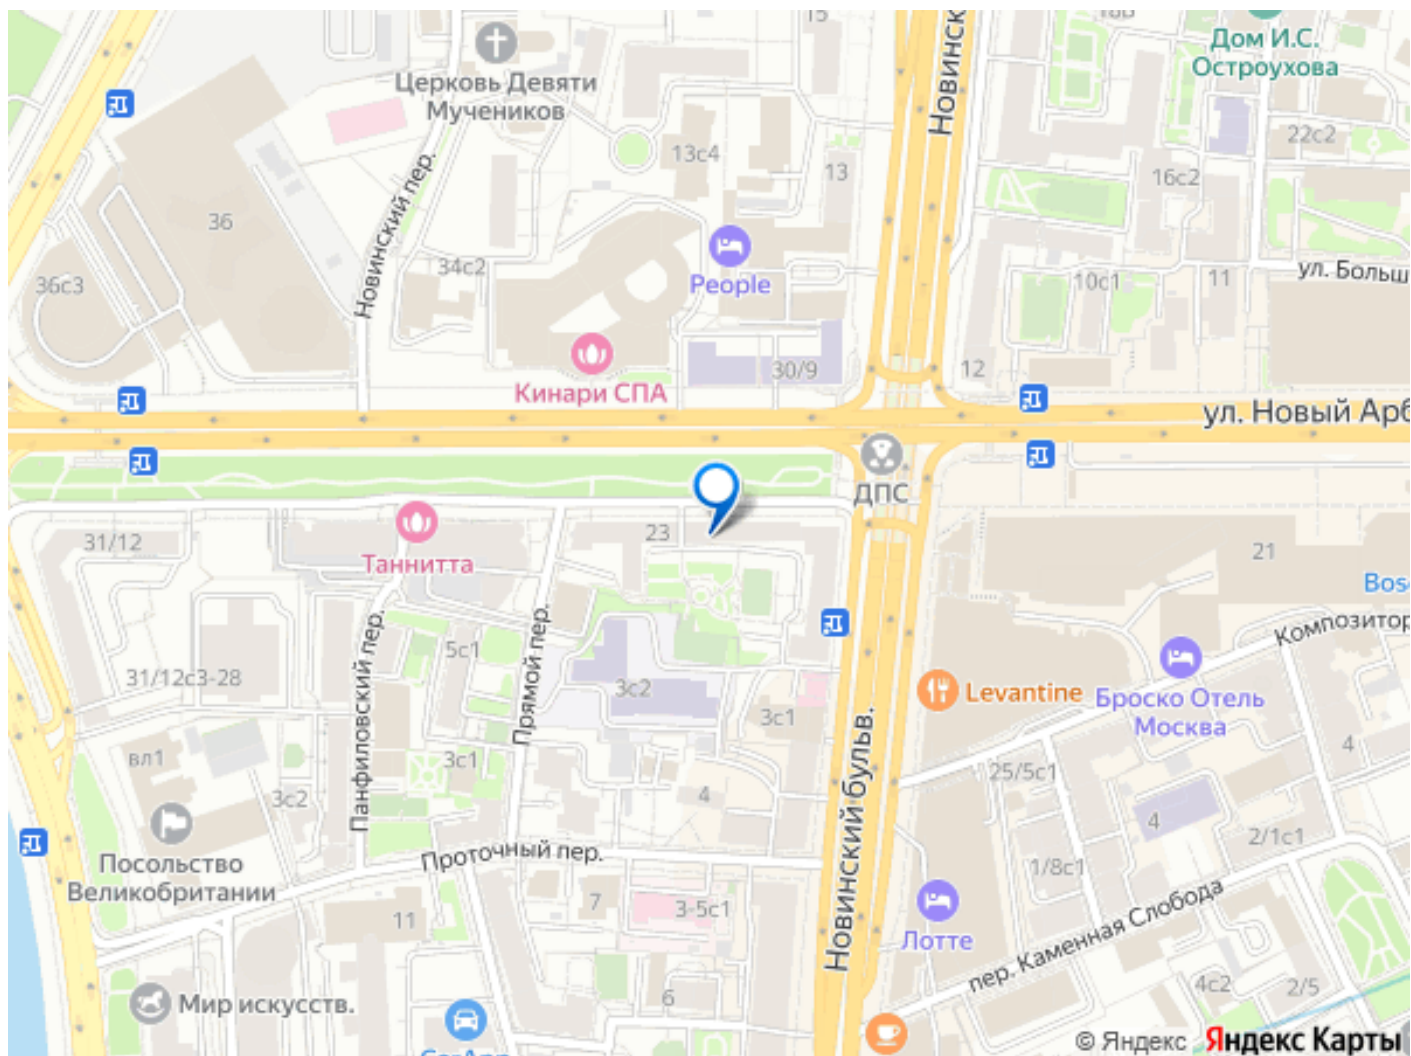 15
18В
Дом И.С.
Остроухова
Церковь Девяти
Мучеников
Новинск
22с2
13с4
13
16с2
36
Новинский пер.
34с2
People
36с3
10с1
11
ул. Больш
Кинари СПА
30/9
12
ул. Новый Арб
ДПС
31/12
Таннитта
23
21
Bos
Композитор
5с1
Прямой пер.
Панфиловский пер.
31/12с3-28
3с2
3с1
Levantine
Броско Отель
Москва
Новинский бульв.
вл1
3с1
3с2
4
25/5с1
4
4
2/1с1
Посольство
Великобритании
Проточный пер.
1/8с1
7
3-5с1
11
Лотте
пер. Каменная Слобода
Мир искусств.
6
4с2
2/5
CarApp
© Яндекс Яндекс Карты